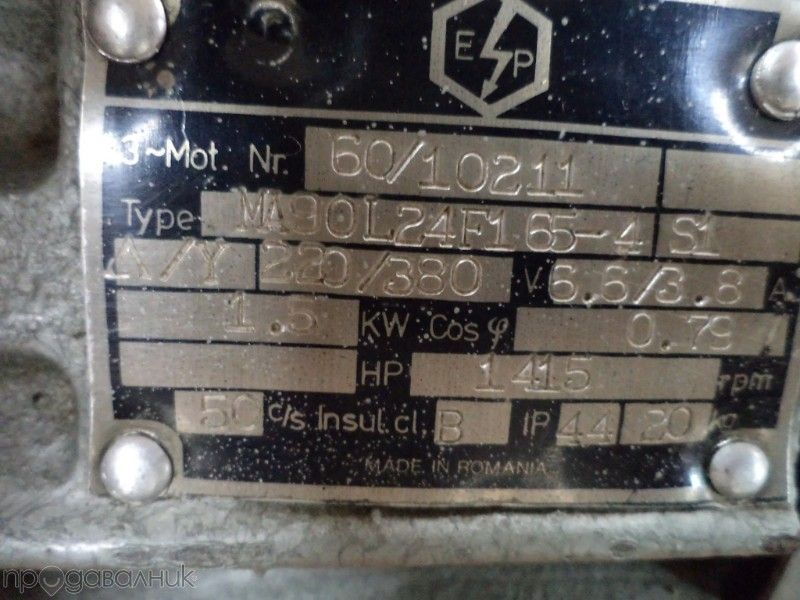 E P
3~Mot. Nr. 60/10211
Type MA90L24F165-4 S1
Δ/Y 220/380 V 6.6/3.8 A
1.5 KW Cos φ 0.79
HP 1415 rpm
50 c/s Insul.cl. B IP 44 20 kg
MADE IN ROMANIA
продавалник